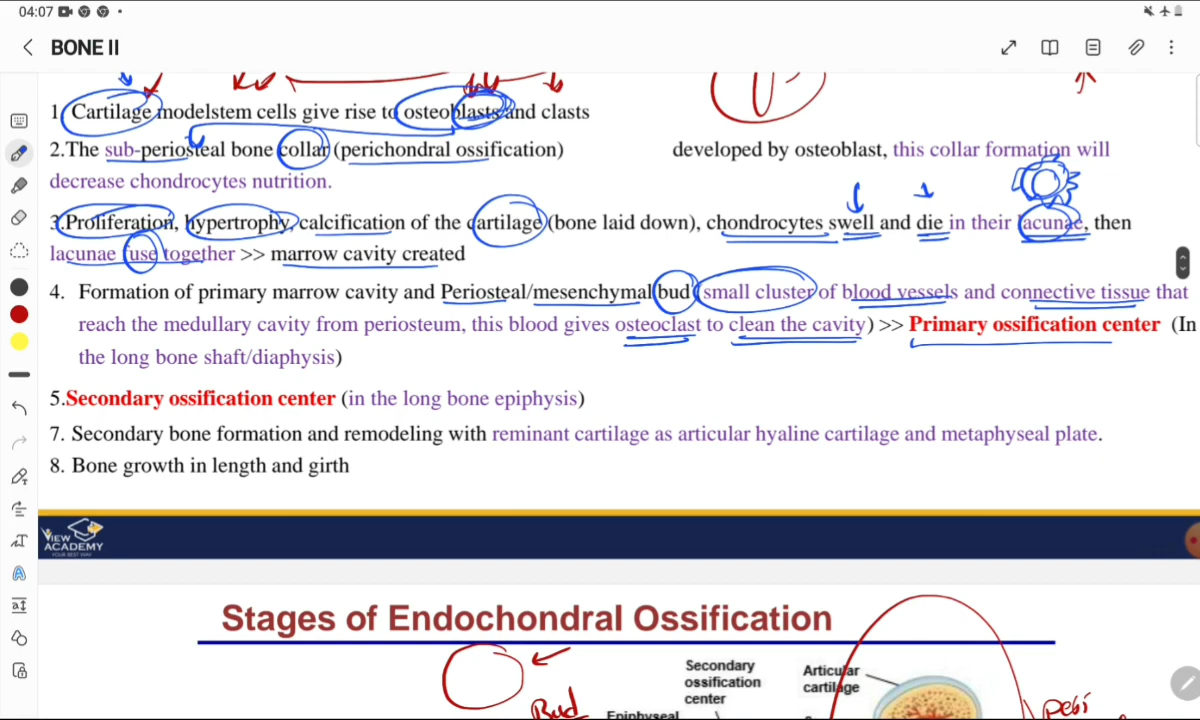 04:07
BONE II
1. Cartilage modelstem cells give rise to osteoblasts and clasts
2.The sub-periosteal bone collar (perichondral ossification) developed by osteoblast, this collar formation will
decrease chondrocytes nutrition.
3.Proliferation, hypertrophy, calcification of the cartilage (bone laid down), chondrocytes swell and die in their lacunae, then
lacunae fuse together >> marrow cavity created
4. Formation of primary marrow cavity and Periosteal/mesenchymal bud (small cluster of blood vessels and connective tissue that
reach the medullary cavity from periosteum, this blood gives osteoclast to clean the cavity) >> Primary ossification center (In
the long bone shaft/diaphysis)
5.Secondary ossification center (in the long bone epiphysis)
7. Secondary bone formation and remodeling with reminant cartilage as articular hyaline cartilage and metaphyseal plate.
8. Bone growth in length and girth
VIEW
ACADEMY
YOUR BEST WAY
Stages of Endochondral Ossification
Secondary
ossification
center
Articular
cartilage
Bud
Epiphyseal